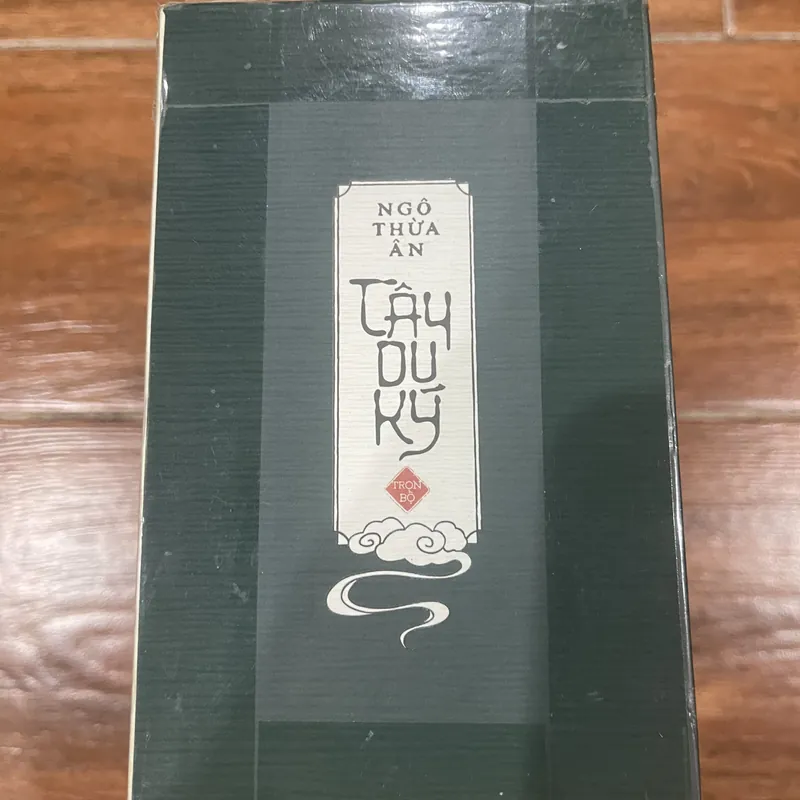 NGÔ
THỪA
ÂN
Tây
DU
Ký
TRỌN
BỘ